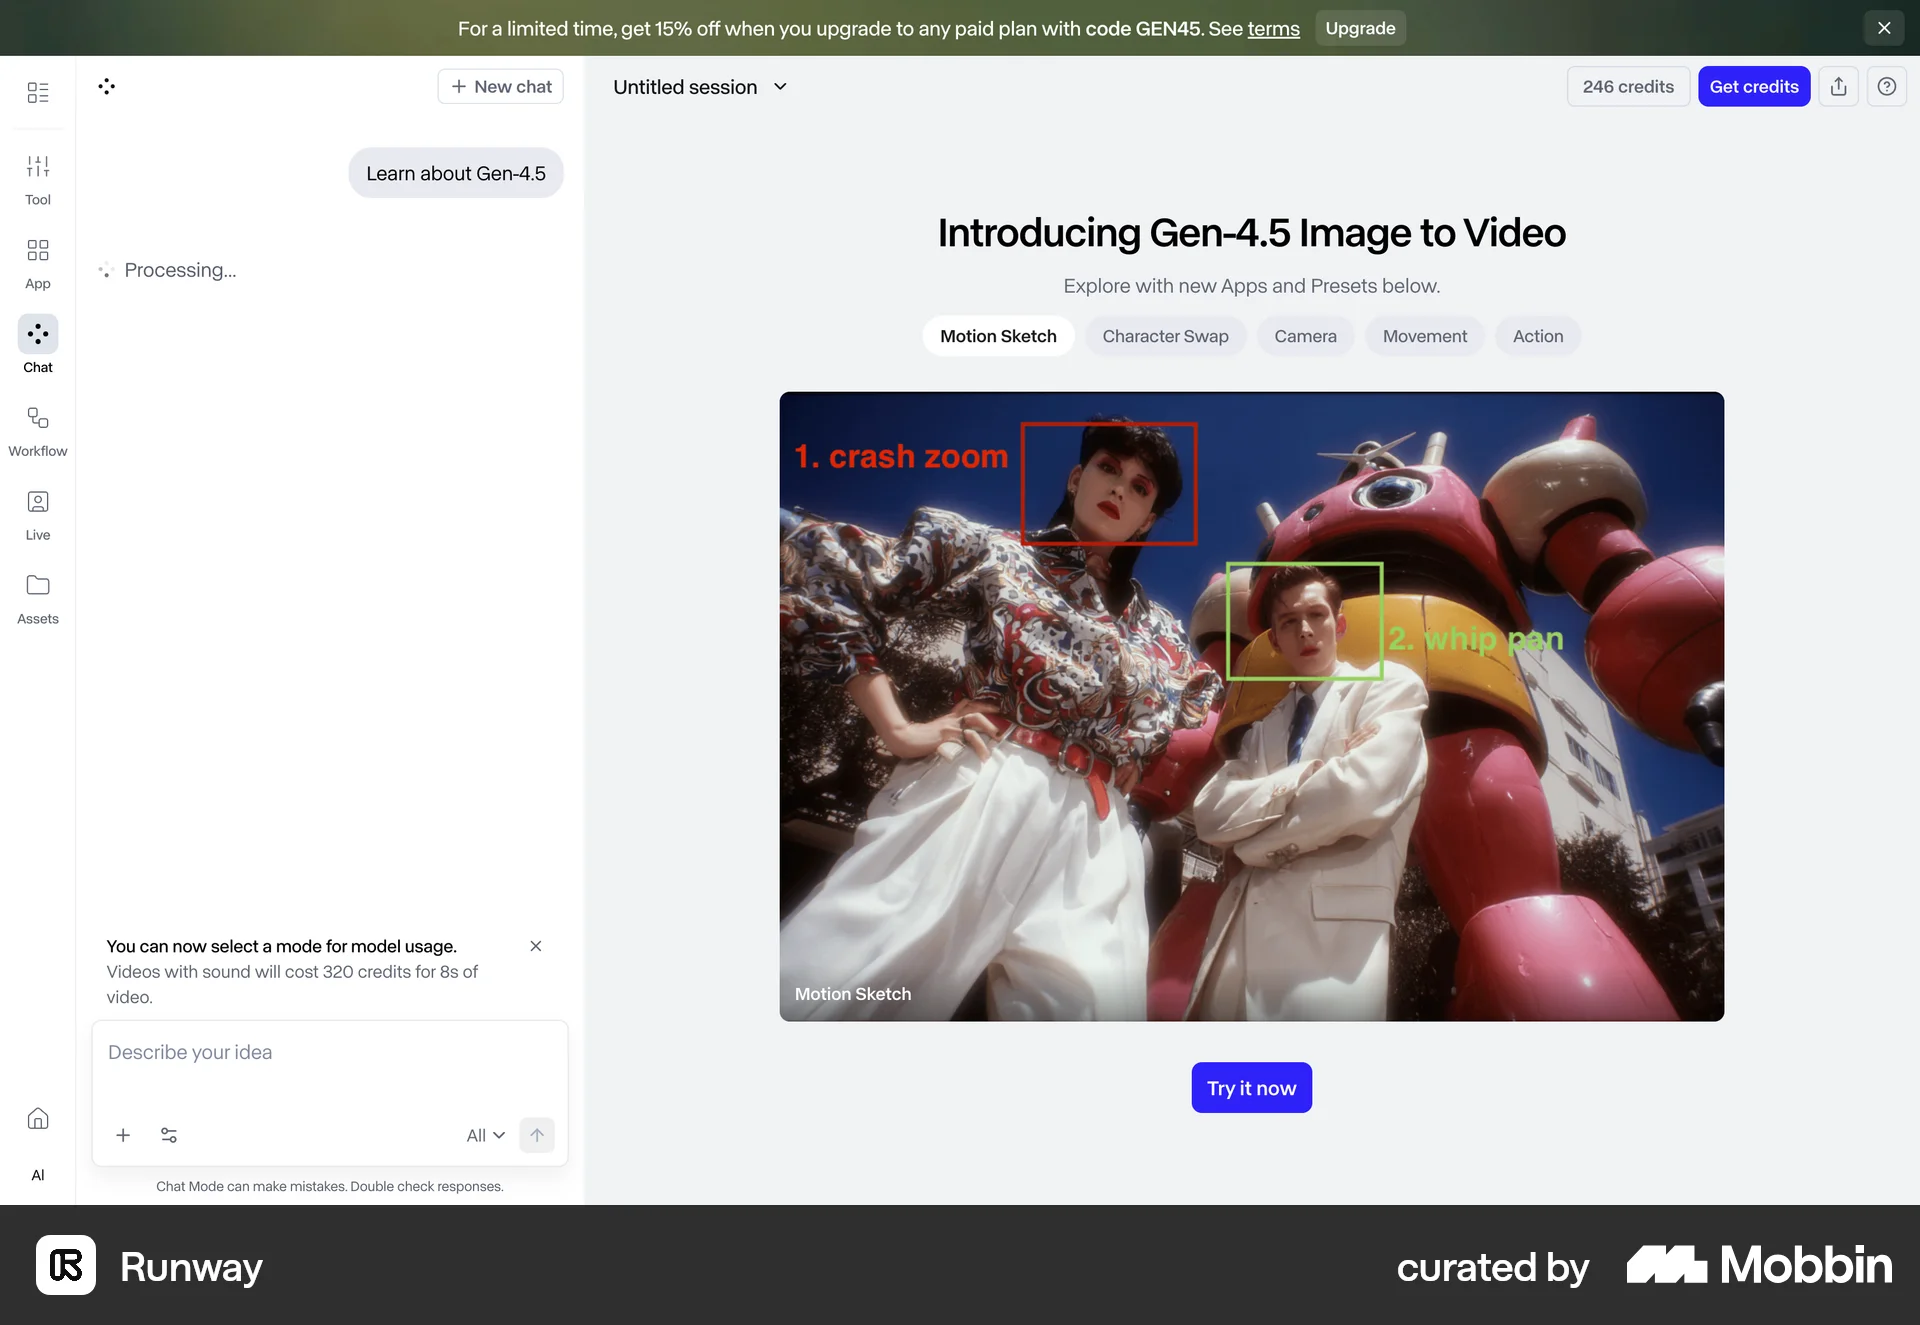 For a limited time, get 15% off when you upgrade to any paid plan with code GEN45. See terms
Upgrade
New chat
Untitled session
246 credits
Get credits
Tool
App
Chat
Workflow
Live
Assets
AI
Learn about Gen-4.5
Processing...
You can now select a mode for model usage.
Videos with sound will cost 320 credits for 8s of
video.
Describe your idea
All
Chat Mode can make mistakes. Double check responses.
Introducing Gen-4.5 Image to Video
Explore with new Apps and Presets below.
Motion Sketch
Character Swap
Camera
Movement
Action
1. crash zoom
2. whip pan
Motion Sketch
Try it now
Runway
curated by
Mobbin